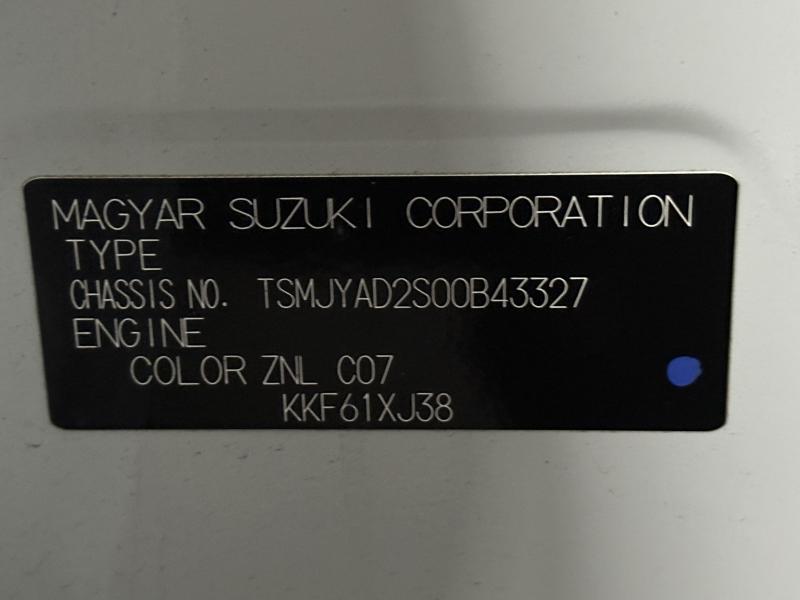 MAGYAR SUZUKI CORPORATION
TYPE
CHASSIS NO. TSMJYAD2S00B43327
ENGINE
COLOR ZNL C07
KKF61XJ38